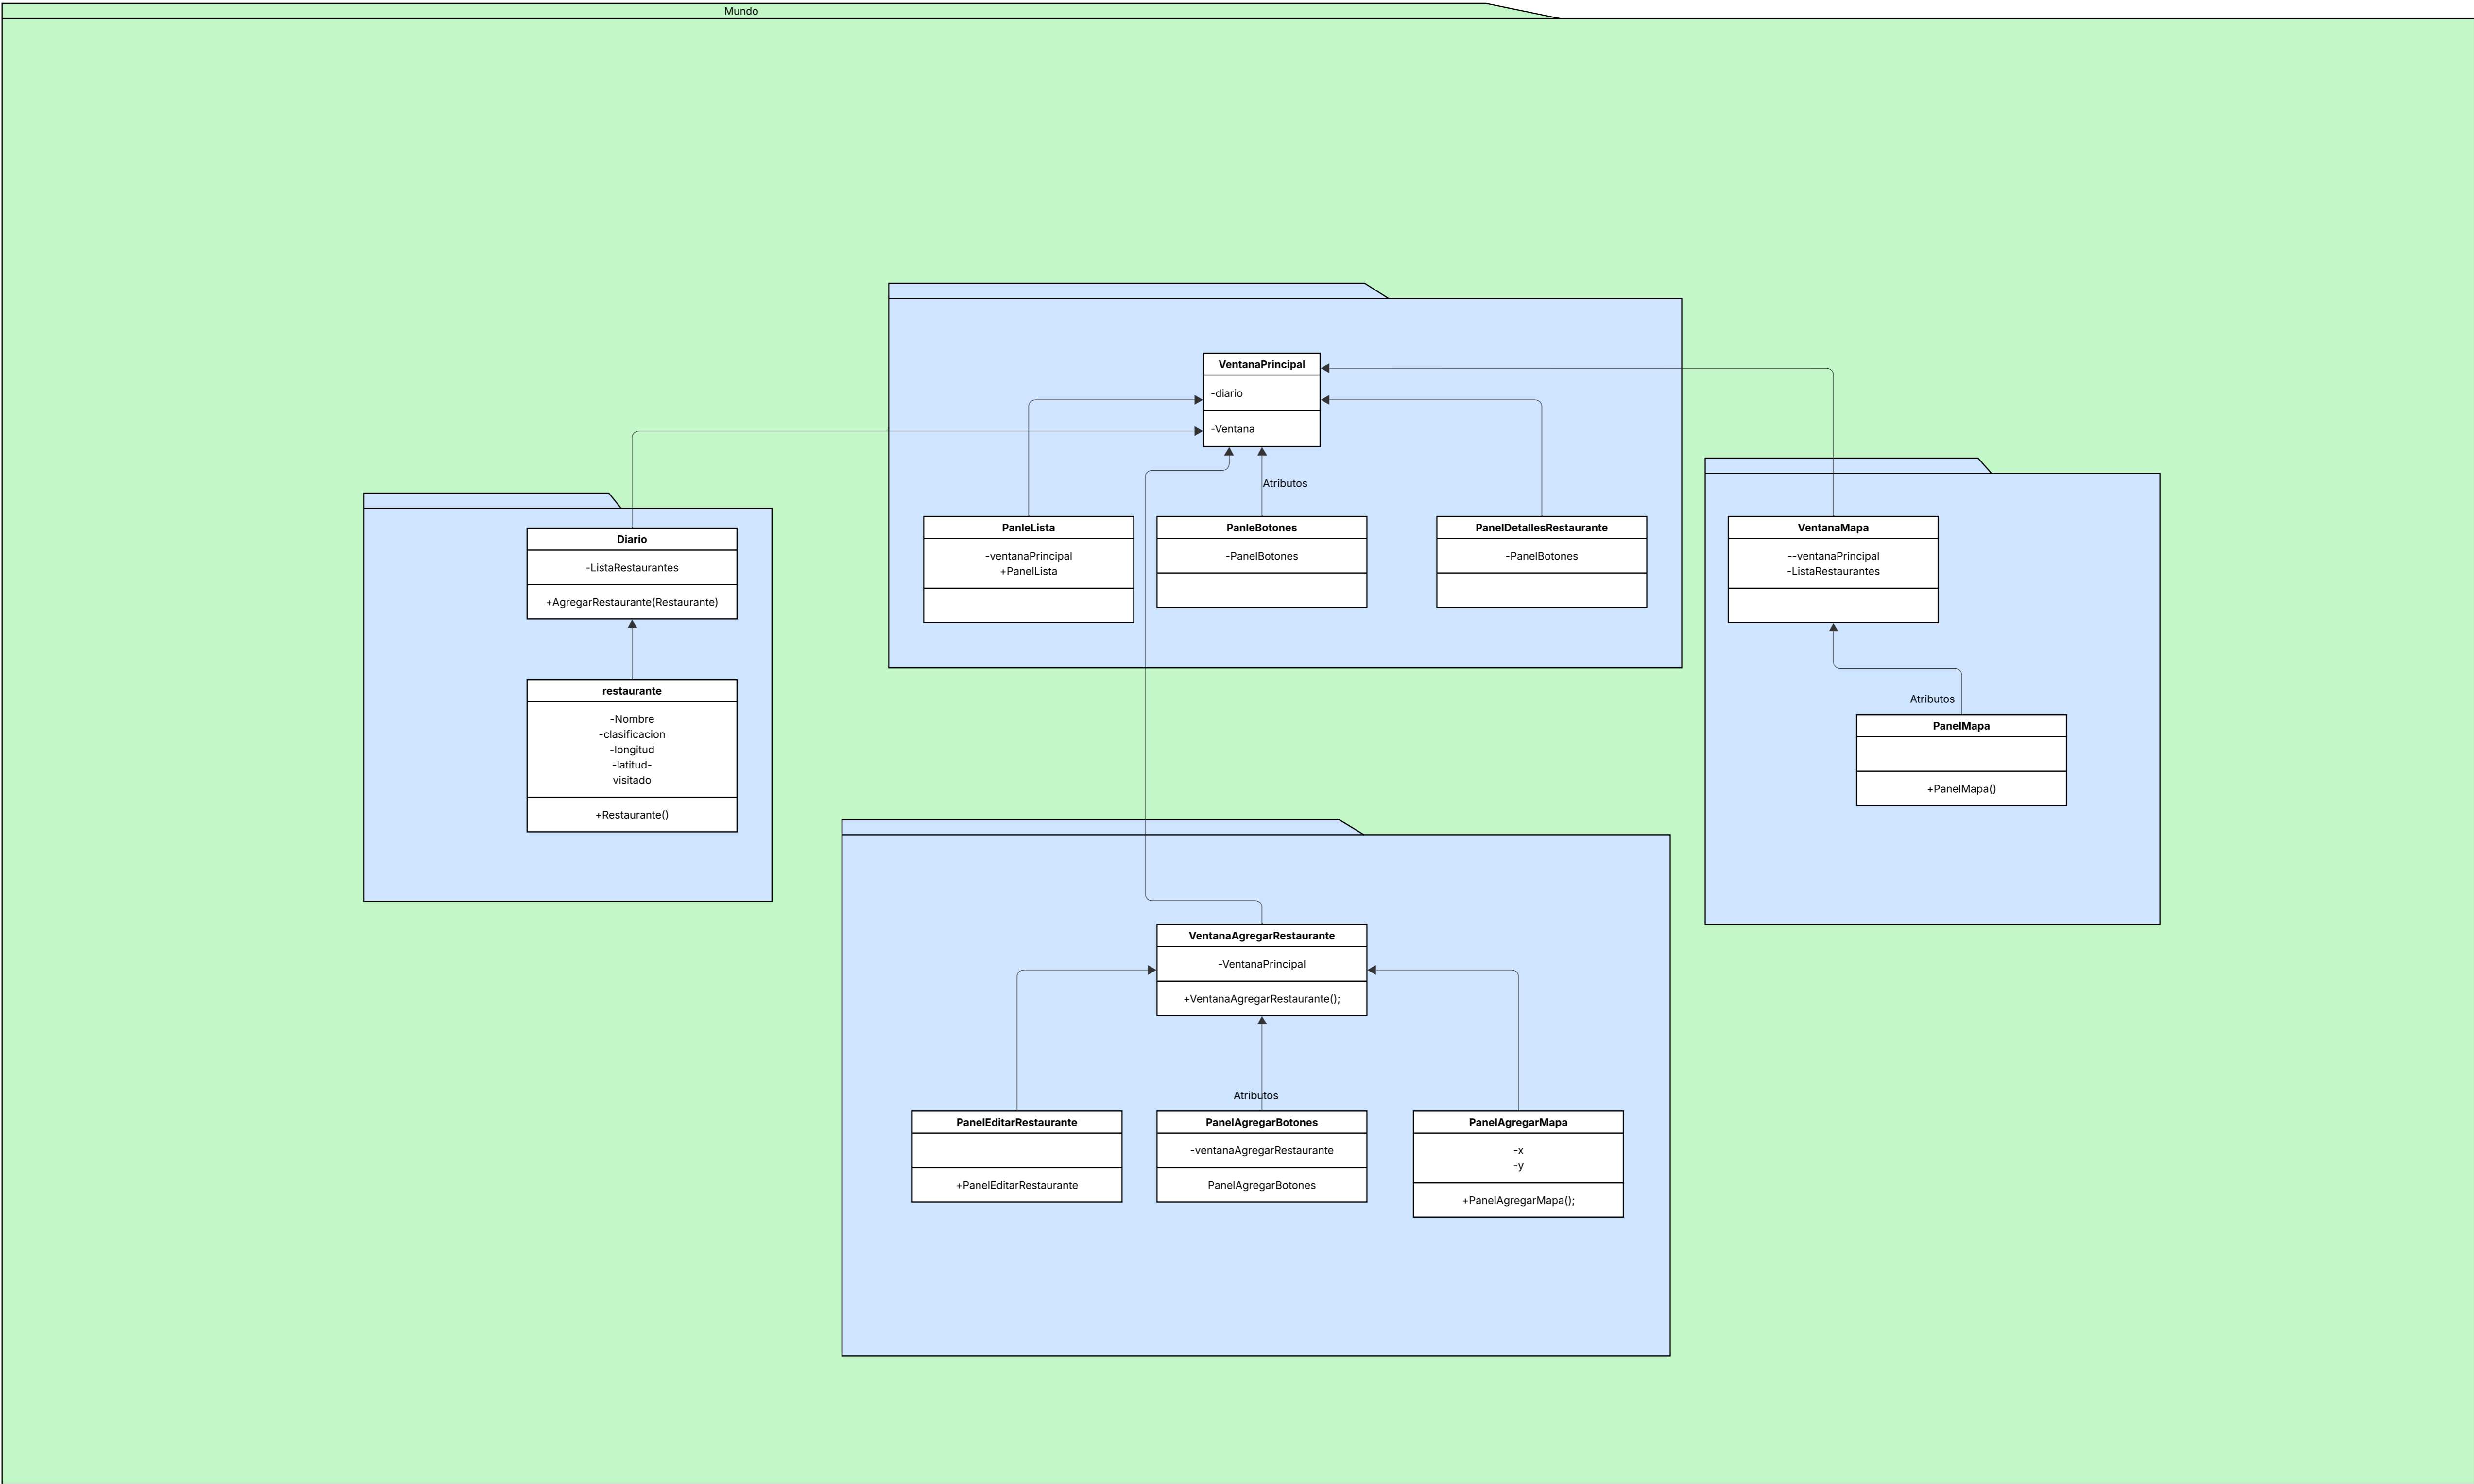 Mundo
VentanaPrincipal
-diario
-Ventana
Atributos
PanleLista
-ventanaPrincipal
+PanelLista
PanleBotones
-PanelBotones
PanelDetallesRestaurante
-PanelBotones
VentanaMapa
--ventanaPrincipal
-ListaRestaurantes
Atributos
PanelMapa
+PanelMapa()
Diario
-ListaRestaurantes
+AgregarRestaurante(Restaurante)
restaurante
-Nombre
-clasificacion
-longitud
-latitud-
visitado
+Restaurante()
VentanaAgregarRestaurante
-VentanaPrincipal
+VentanaAgregarRestaurante();
Atributos
PanelEditarRestaurante
+PanelEditarRestaurante
PanelAgregarBotones
-ventanaAgregarRestaurante
PanelAgregarBotones
PanelAgregarMapa
-x
-y
+PanelAgregarMapa();